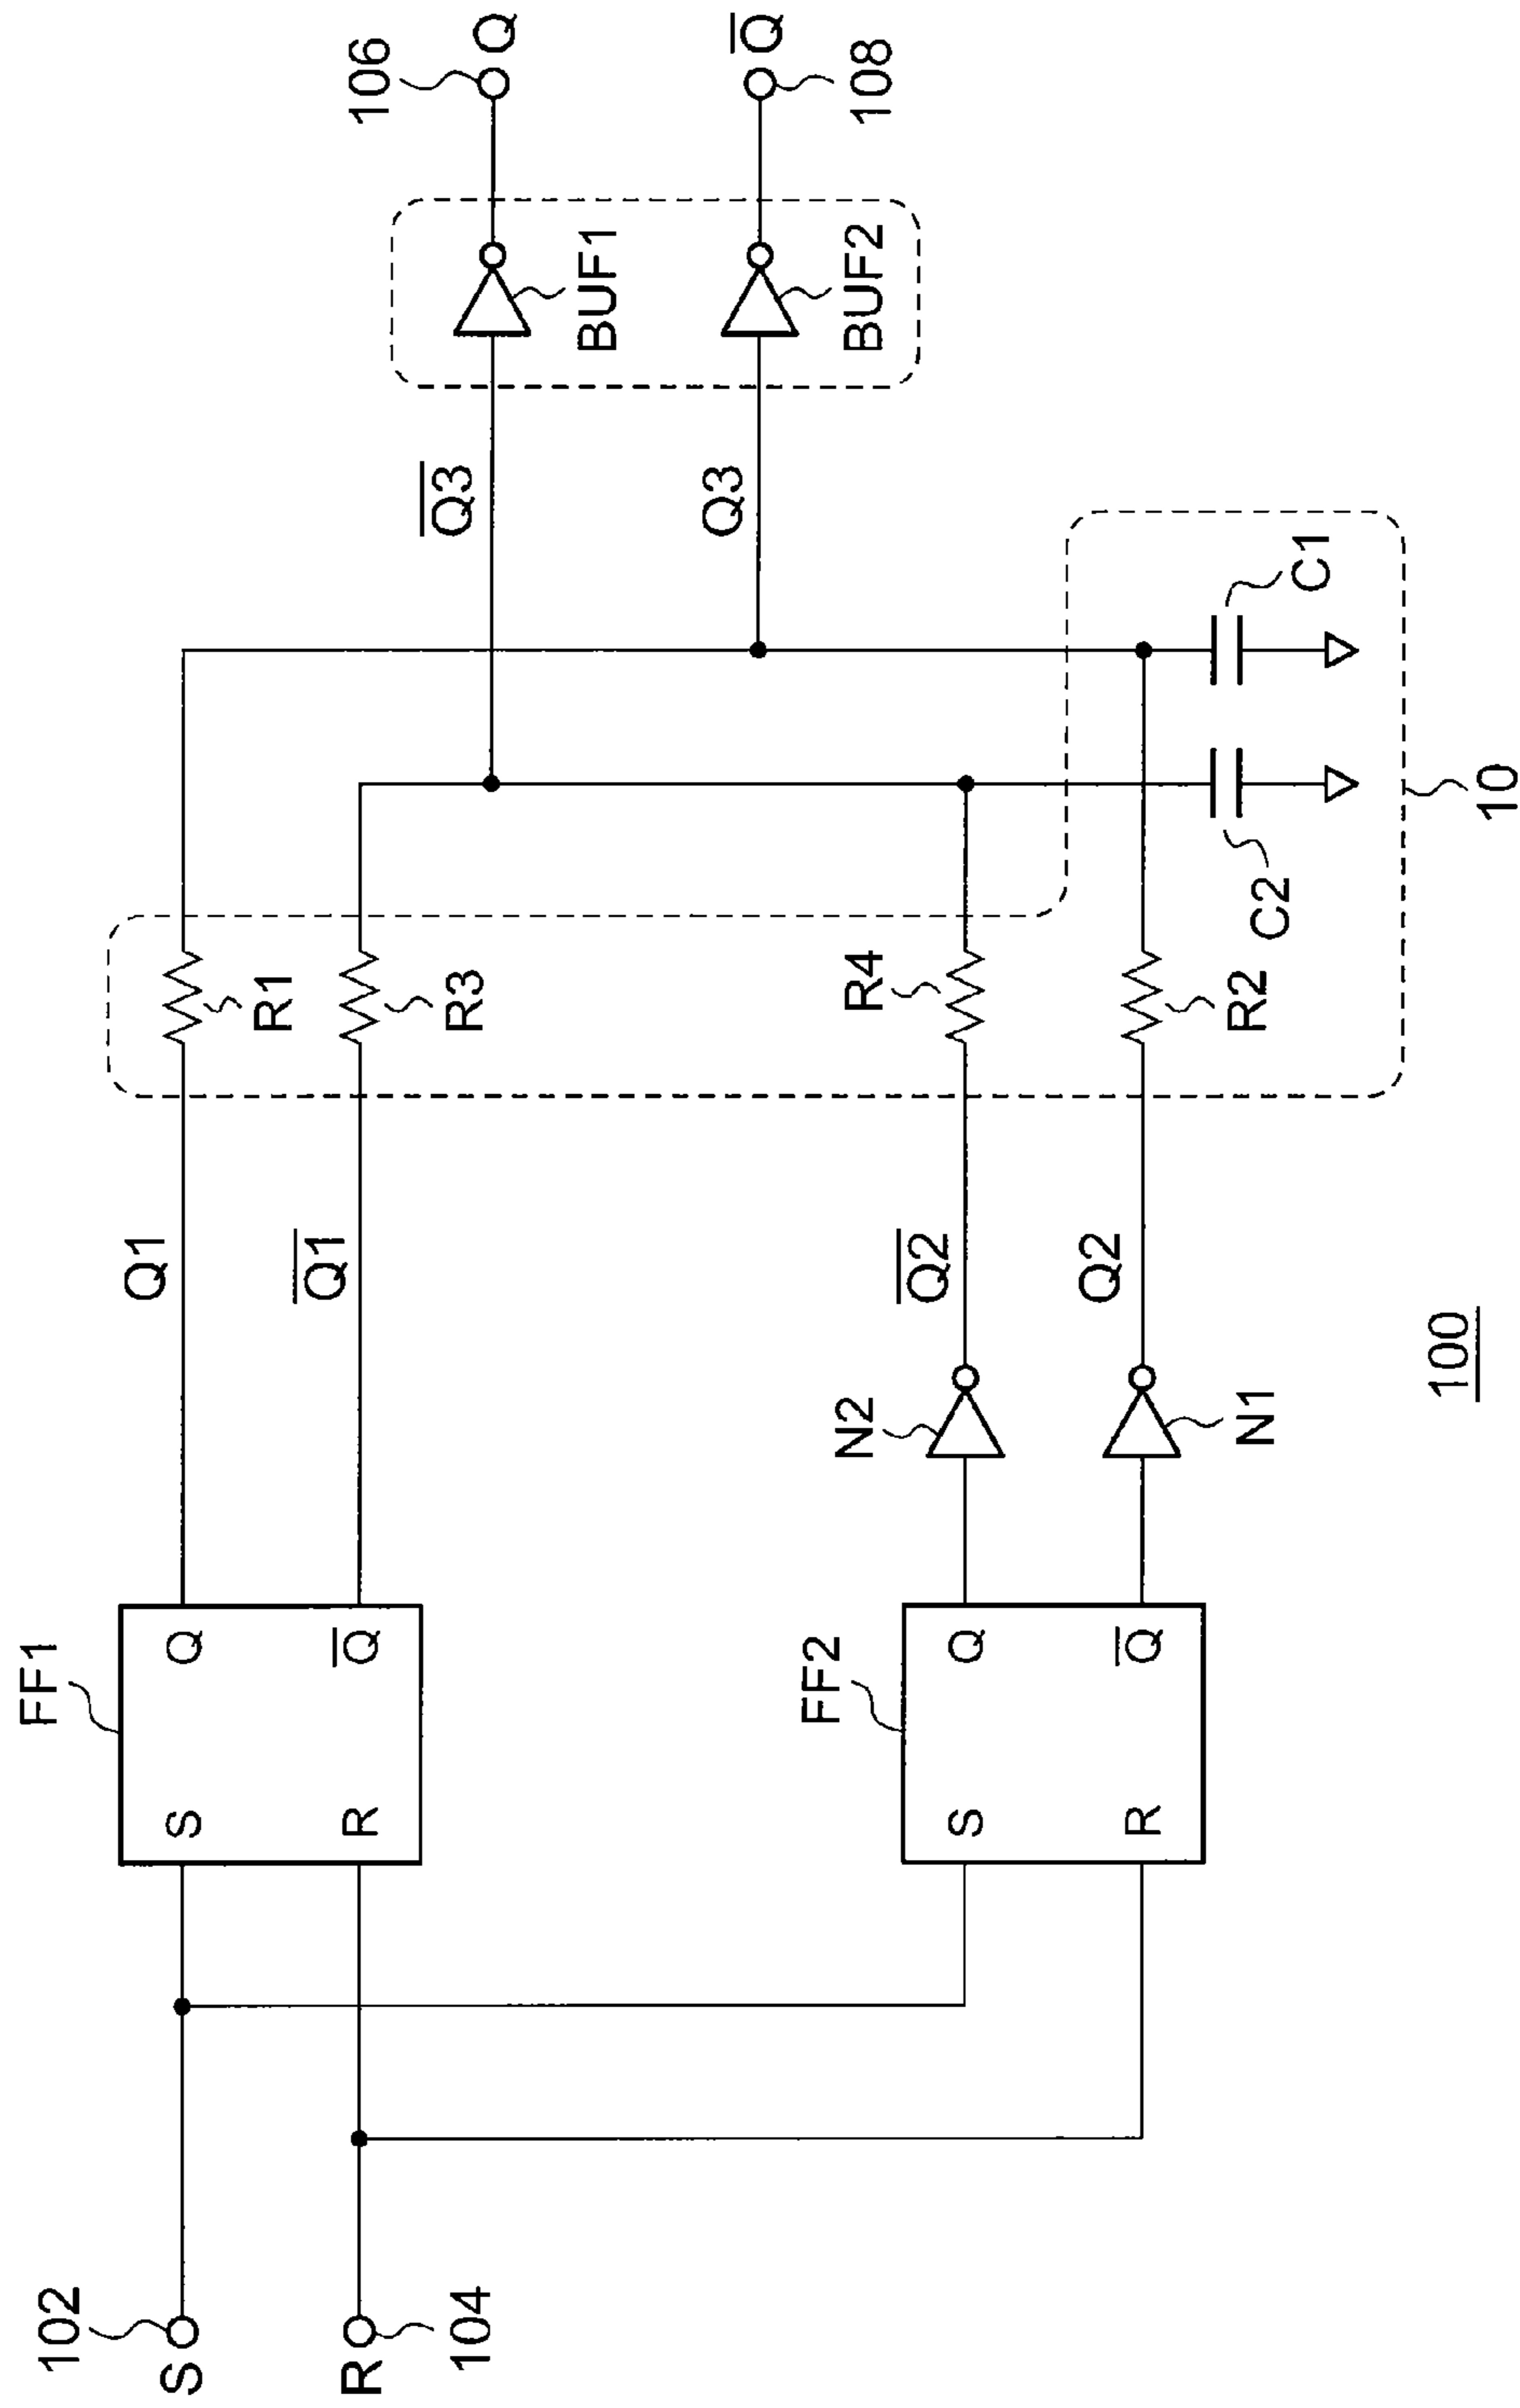 102
S
104
R
FF1
S
R
Q
Q̅
FF2
S
R
Q
Q̅
N2
N1
Q1
Q̅1̅
Q̅2̅
Q2
R1
R3
R4
R2
C2
C1
10
Q̅3̅
Q3
BUF1
BUF2
106
Q
Q̅
108
100